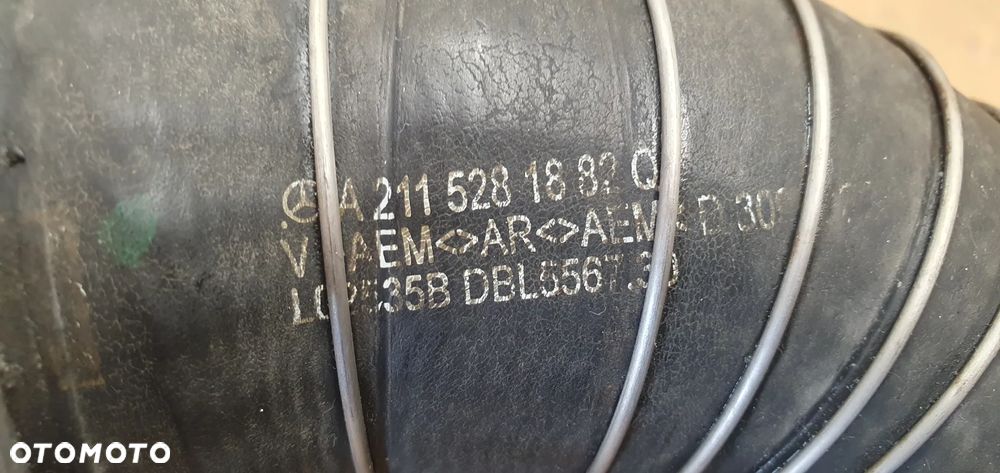 A 211 528 18 82 Q
V AEM<>AR<>AEM
DBL5567.30
OTOMOTO